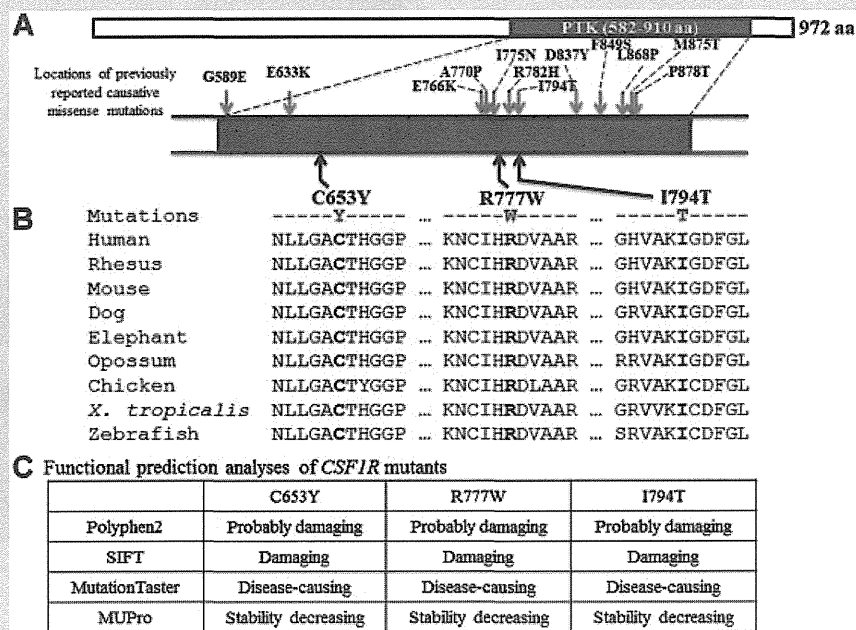 A
PTK (582-910 aa)
972 aa
Locations of previously
reported causative
missense mutations
G589E
E633K
E766K
A770P
I775N
R782H
I794T
D837Y
F849S
L868P
M875T
P878T
C653Y
R777W
I794T
B
Mutations -----Y----- ... -----W----- ... -----T-----
Human NLLGACTHGGP ... KNCIHRDVAAR ... GHVAKIGDFGL
Rhesus NLLGACTHGGP ... KNCIHRDVAAR ... GHVAKIGDFGL
Mouse NLLGACTHGGP ... KNCIHRDVAAR ... GHVAKIGDFGL
Dog NLLGACTHGGP ... KNCIHRDVAAR ... GRVAKIGDFGL
Elephant NLLGACTHGGP ... KNCIHRDVAAR ... GHVAKIGDFGL
Opossum NLLGACTHGGP ... KNCIHRDVAAR ... RRVAKIGDFGL
Chicken NLLGACTYGGP ... KNCIHRDLAAR ... GRVAKICDFGL
X. tropicalis NLLGACTHGGP ... KNCIHRDVAAR ... GRVVKICDFGL
Zebrafish NLLGACTHGGP ... KNCIHRDVAAR ... SRVAKICDFGL
C Functional prediction analyses of CSF1R mutants
C653Y R777W I794T
Polyphen2 Probably damaging Probably damaging Probably damaging
SIFT Damaging Damaging Damaging
MutationTaster Disease-causing Disease-causing Disease-causing
MUPro Stability decreasing Stability decreasing Stability decreasing